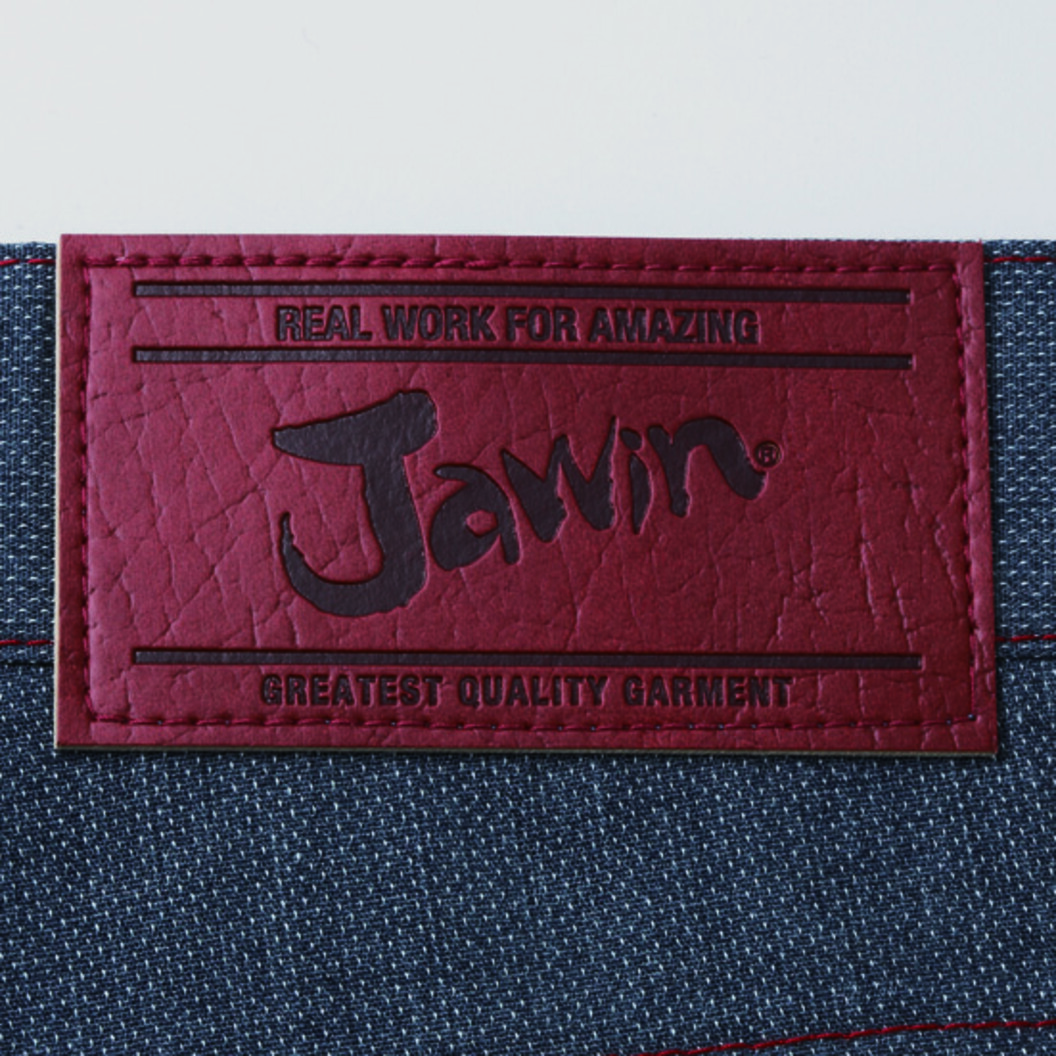 REAL WORK FOR AMAZING
Jawin®
GREATEST QUALITY GARMENT